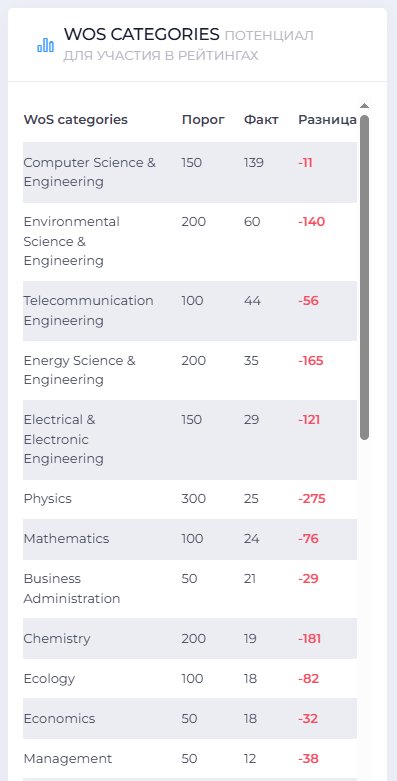 WOS CATEGORIES ПОТЕНЦИАЛ
ДЛЯ УЧАСТИЯ В РЕЙТИНГАХ
WoS categories Порог Факт Разница
Computer Science & 150 139 -11
Engineering
Environmental 200 60 -140
Science &
Engineering
Telecommunication 100 44 -56
Engineering
Energy Science & 200 35 -165
Engineering
Electrical & 150 29 -121
Electronic
Engineering
Physics 300 25 -275
Mathematics 100 24 -76
Business 50 21 -29
Administration
Chemistry 200 19 -181
Ecology 100 18 -82
Economics 50 18 -32
Management 50 12 -38